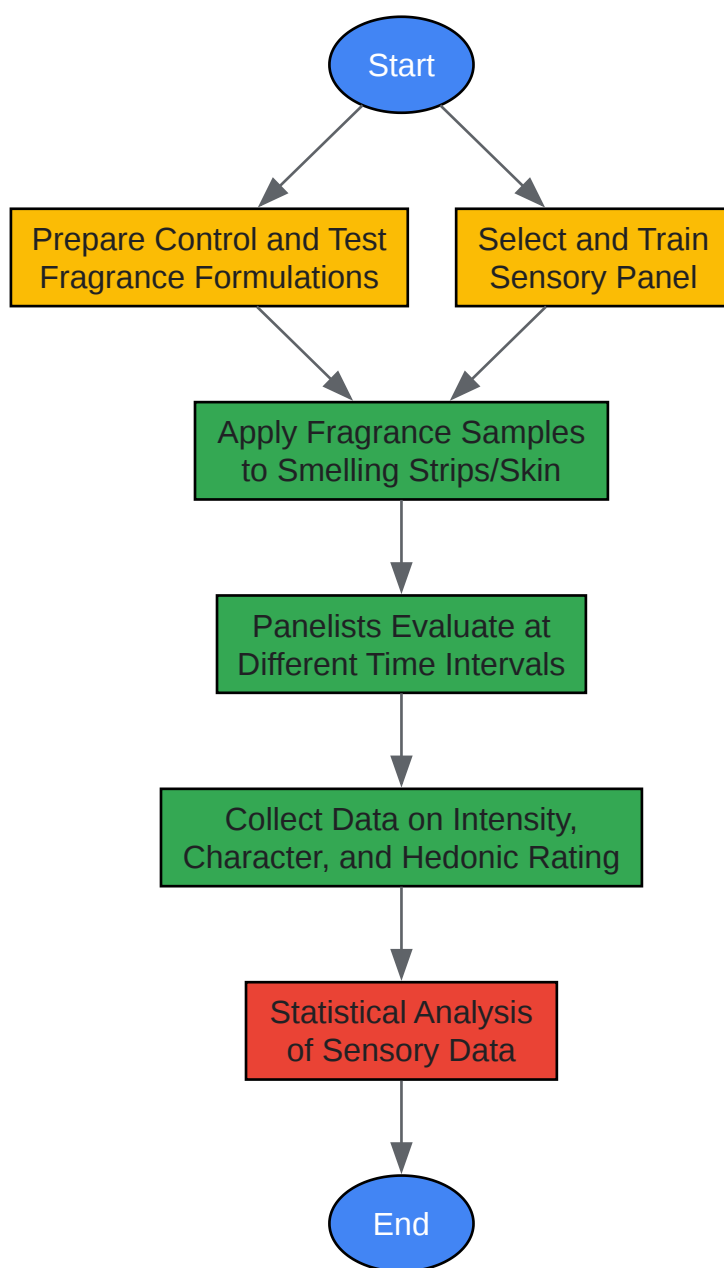 Start
Prepare Control and Test
Fragrance Formulations
Select and Train
Sensory Panel
Apply Fragrance Samples
to Smelling Strips/Skin
Panelists Evaluate at
Different Time Intervals
Collect Data on Intensity,
Character, and Hedonic Rating
Statistical Analysis
of Sensory Data
End